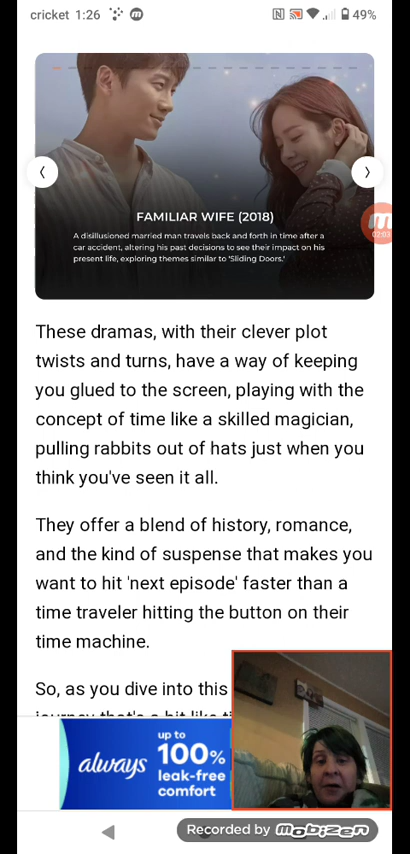 cricket 1:26
49%
FAMILIAR WIFE (2018)
A disillusioned married man travels back and forth in time after a
car accident, altering his past decisions to see their impact on his
present life, exploring themes similar to 'Sliding Doors.'
02:03
These dramas, with their clever plot
twists and turns, have a way of keeping
you glued to the screen, playing with the
concept of time like a skilled magician,
pulling rabbits out of hats just when you
think you've seen it all.
They offer a blend of history, romance,
and the kind of suspense that makes you
want to hit 'next episode' faster than a
time traveler hitting the button on their
time machine.
So, as you dive into this
journey that's a bit like
always
up to
100%
leak-free
comfort
Recorded by mobizen